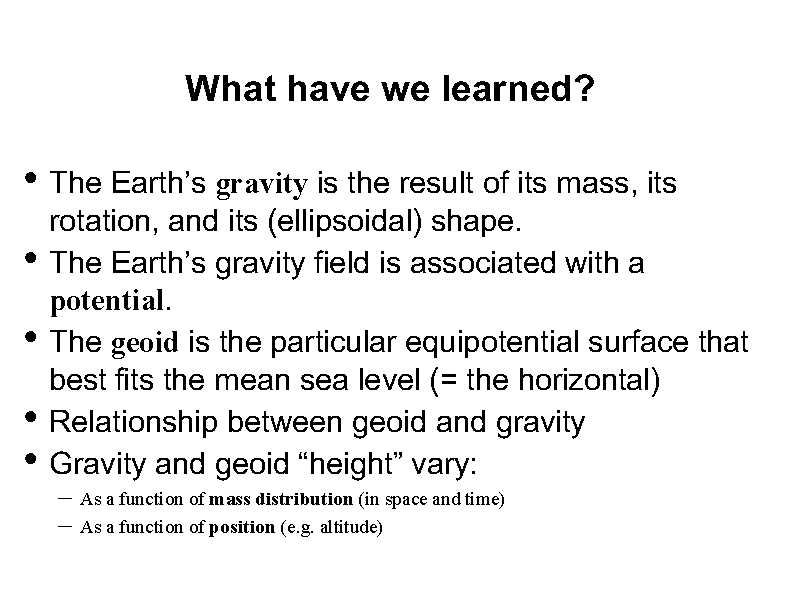 What have we learned?
• The Earth’s gravity is the result of its mass, its
rotation, and its (ellipsoidal) shape.
• The Earth’s gravity field is associated with a
potential.
• The geoid is the particular equipotential surface that
best fits the mean sea level (= the horizontal)
• Relationship between geoid and gravity
• Gravity and geoid “height” vary:
– As a function of mass distribution (in space and time)
– As a function of position (e.g. altitude)